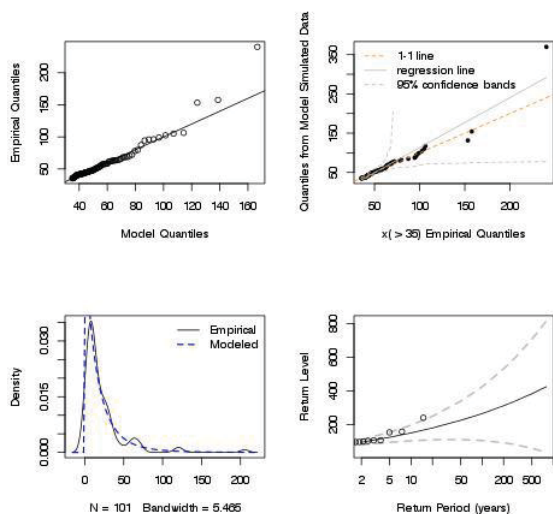 Empirical Quantiles
50 100 150 200
40 60 80 100 120 140 160
Model Quantiles
Quantiles from Model Simulated Data
50 150 250 350
1-1 line
regression line
95% confidence bands
50 100 150 200
x( > 35) Empirical Quantiles
Density
0.000 0.015 0.030
Empirical
Modeled
0 50 100 150 200
N = 101 Bandwidth = 5.465
Return Level
200 400 600 800
2 5 10 50 200 500
Return Period (years)